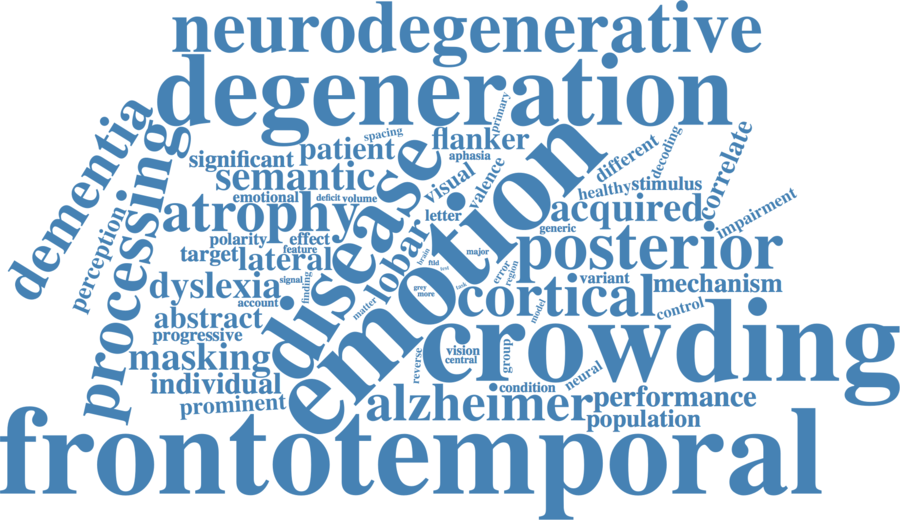 neurodegenerative
degeneration
dementia
processing
perception
primary
spacing
flanker
aphasia
significant
patient
semantic
emotional
deficit
volume
atrophy
disease
visual
valence
different
decoding
correlate
healthy
stimulus
letter
emotion
acquired
generic
impairment
polarity
effect
feature
target
lateral
lobar
brain
ftld
test
major
posterior
dyslexia
signal
finding
account
grey
more
task
error
region
variant
mechanism
cortical
matter
model
control
abstract
progressive
masking
individual
prominent
crowding
reverse
vision
central
group
condition
neural
alzheimer
performance
population
frontotemporal